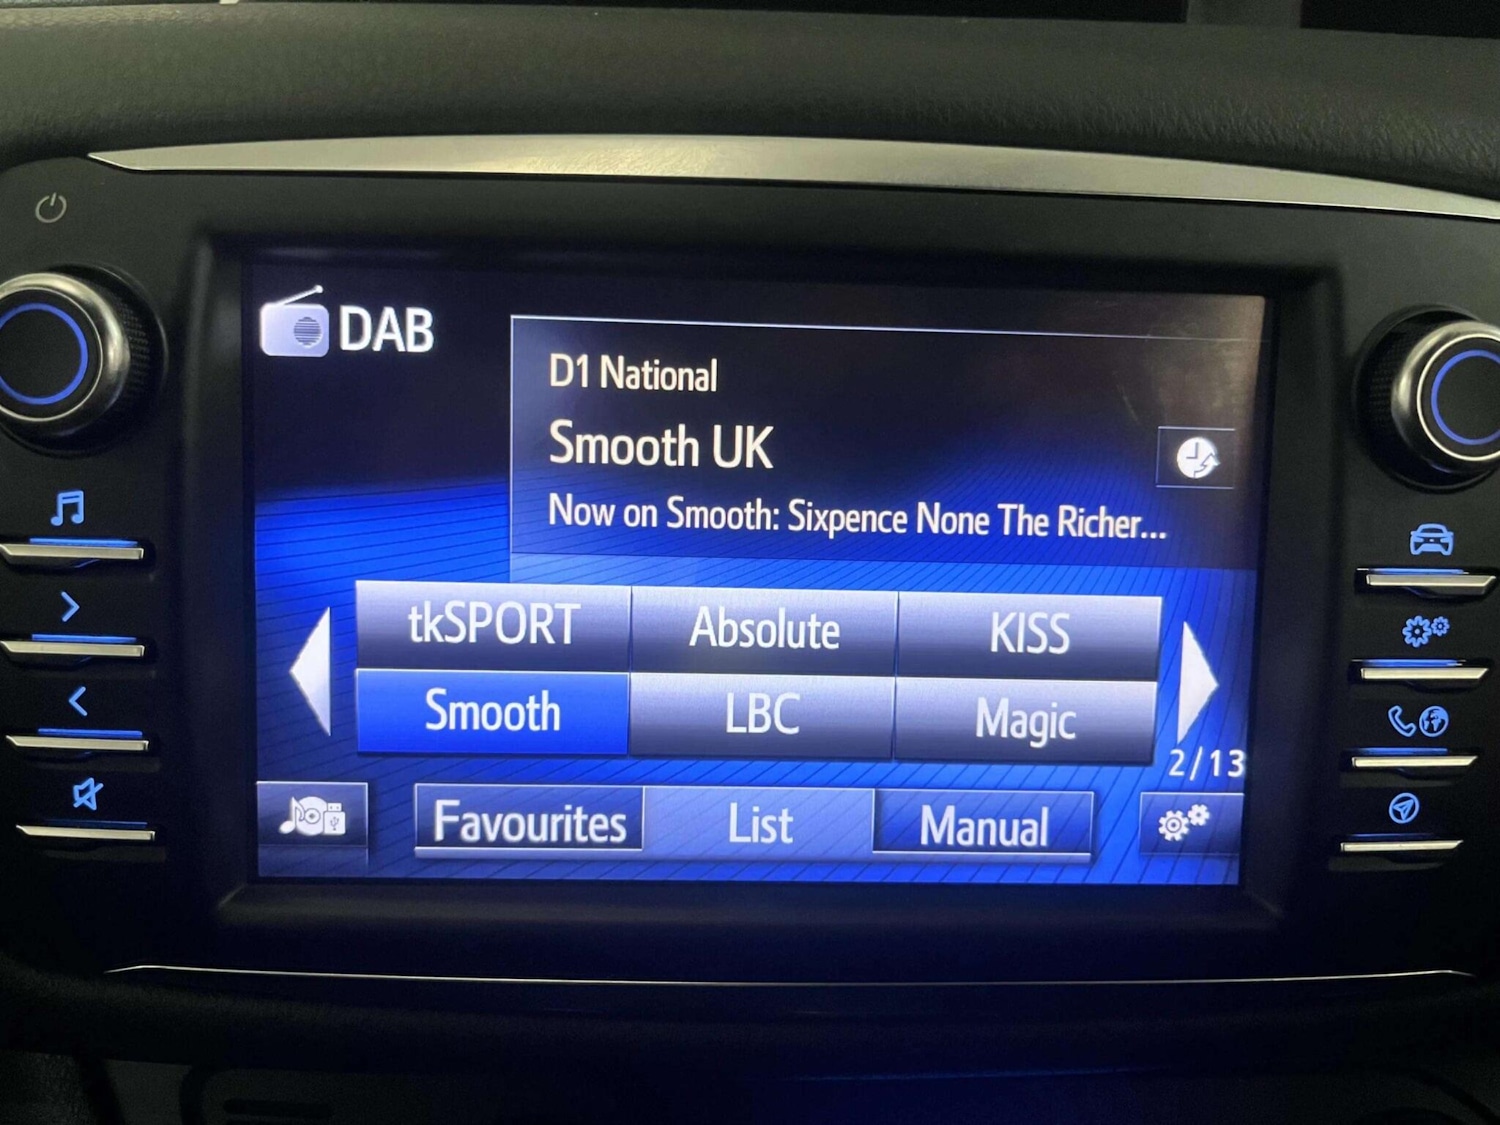 DAB
D1 National
Smooth UK
Now on Smooth: Sixpence None The Richer...
tkSPORT
Absolute
KISS
Smooth
LBC
Magic
2/13
Favourites
List
Manual